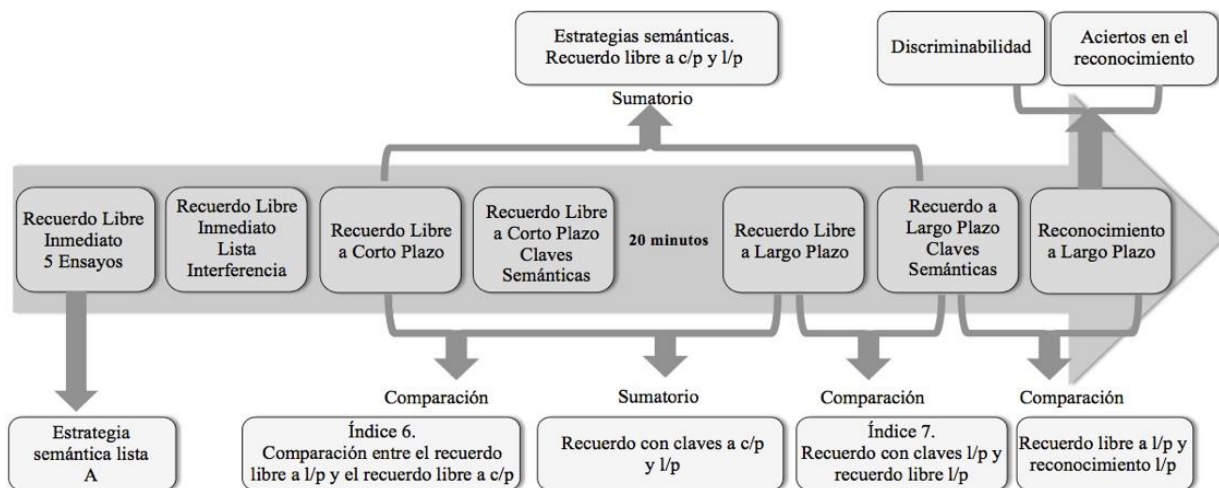 Estrategias semánticas.
Recuerdo libre a c/p y l/p
Discriminabilidad
Aciertos en el
reconocimiento
Sumatorio
Recuerdo Libre
Inmediato
5 Ensayos
Recuerdo Libre
Inmediato
Lista
Interferencia
Recuerdo Libre
a Corto Plazo
Recuerdo Libre
a Corto Plazo
Claves
Semánticas
20 minutos
Recuerdo Libre
a Largo Plazo
Recuerdo a
Largo Plazo
Claves
Semánticas
Reconocimiento
a Largo Plazo
Comparación
Sumatorio
Comparación
Comparación
Estrategia
semántica lista
A
Índice 6.
Comparación entre el recuerdo
libre a l/p y el recuerdo libre a c/p
Recuerdo con claves a c/p
y l/p
Índice 7.
Recuerdo con claves l/p y
recuerdo libre l/p
Recuerdo libre a l/p y
reconocimiento l/p